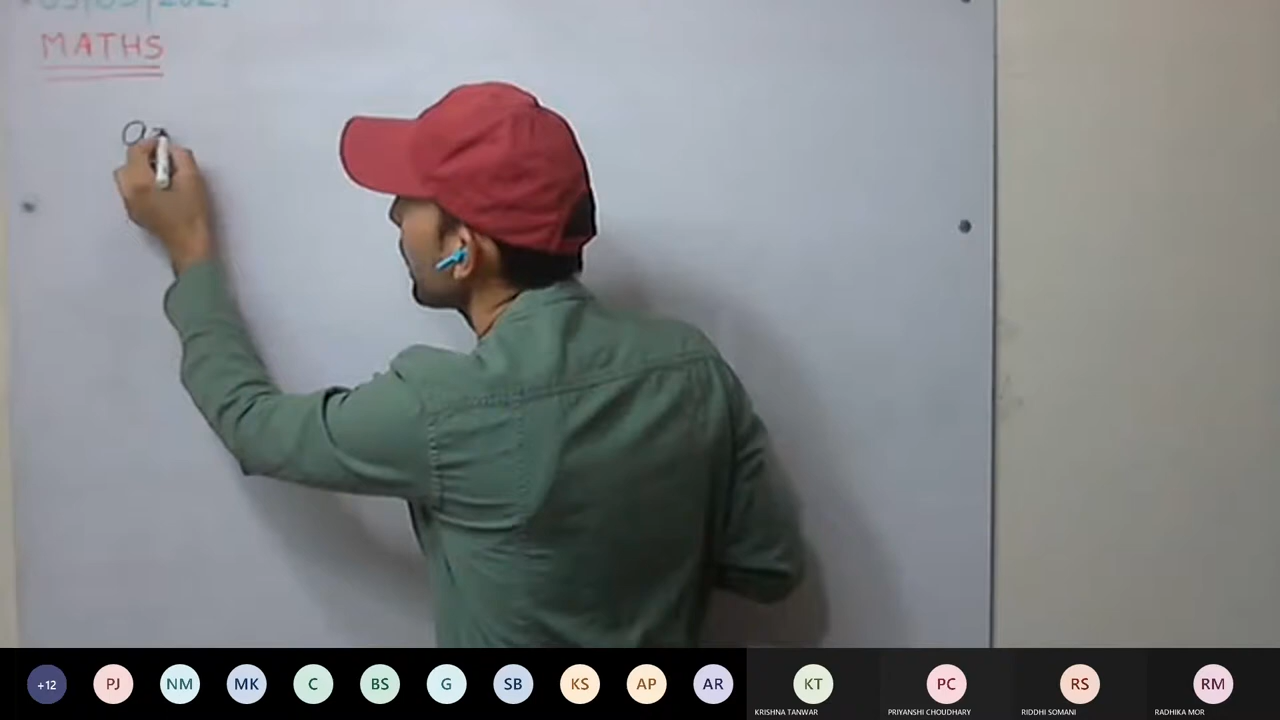 MATHS
+12 PJ NM MK C BS G SB KS AP AR KT PC RS RM
KRISHNA TANWAR PRIYANSHI CHOUDHARY RIDDHI SOMANI RADHIKA MOR